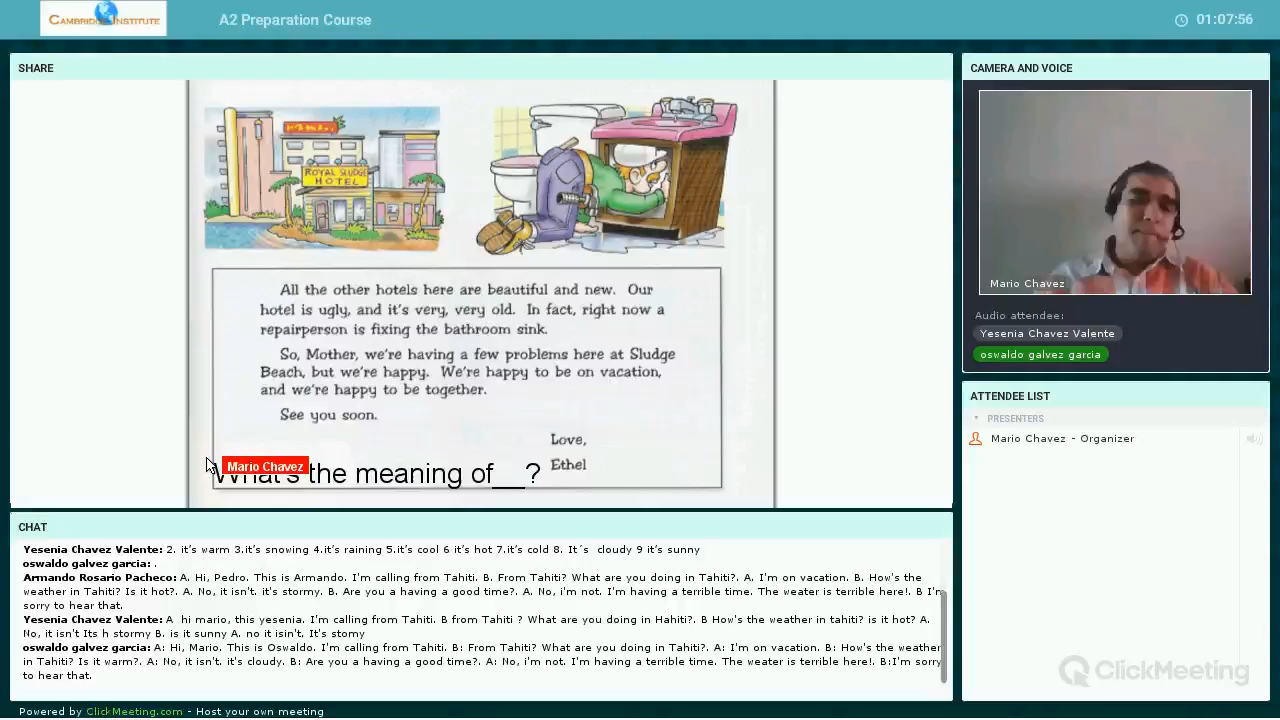 CAMBRIDGE INSTITUTE
A2 Preparation Course
01:07:56
SHARE
ROYAL SLUDGE
HOTEL
All the other hotels here are beautiful and new. Our
hotel is ugly, and it's very, very old. In fact, right now a
repairperson is fixing the bathroom sink.
So, Mother, we're having a few problems here at Sludge
Beach, but we're happy. We're happy to be on vacation,
and we're happy to be together.
See you soon.
Love,
Ethel
Mario Chavez
What's the meaning of__?
CAMERA AND VOICE
Mario Chavez
Audio attendee:
Yesenia Chavez Valente
oswaldo galvez garcia
ATTENDEE LIST
PRESENTERS
Mario Chavez - Organizer
CHAT
Yesenia Chavez Valente: 2. it's warm 3.it's snowing 4.it's raining 5.it's cool 6 it's hot 7.it's cold 8. It´s cloudy 9 it's sunny
oswaldo galvez garcia: .
Armando Rosario Pacheco: A. Hi, Pedro. This is Armando. I'm calling from Tahiti. B. From Tahiti? What are you doing in Tahiti?. A. I'm on vacation. B. How's the
weather in Tahiti? Is it hot?. A. No, it isn't. it's stormy. B. Are you a having a good time?. A. No, i'm not. I'm having a terrible time. The weater is terrible here!. B I'm
sorry to hear that.
Yesenia Chavez Valente: A hi mario, this yesenia. I'm calling from Tahiti. B from Tahiti ? What are you doing in Hahiti?. B How's the weather in tahiti? is it hot? A.
No, it isn't Its h stormy B. is it sunny A. no it isin't. It's stomy
oswaldo galvez garcia: A: Hi, Mario. This is Oswaldo. I'm calling from Tahiti. B: From Tahiti? What are you doing in Tahiti?. A: I'm on vacation. B: How's the weather
in Tahiti? Is it warm?. A: No, it isn't. it's cloudy. B: Are you a having a good time?. A: No, i'm not. I'm having a terrible time. The weater is terrible here!. B:I'm sorry
to hear that.
ClickMeeting
Powered by ClickMeeting.com - Host your own meeting